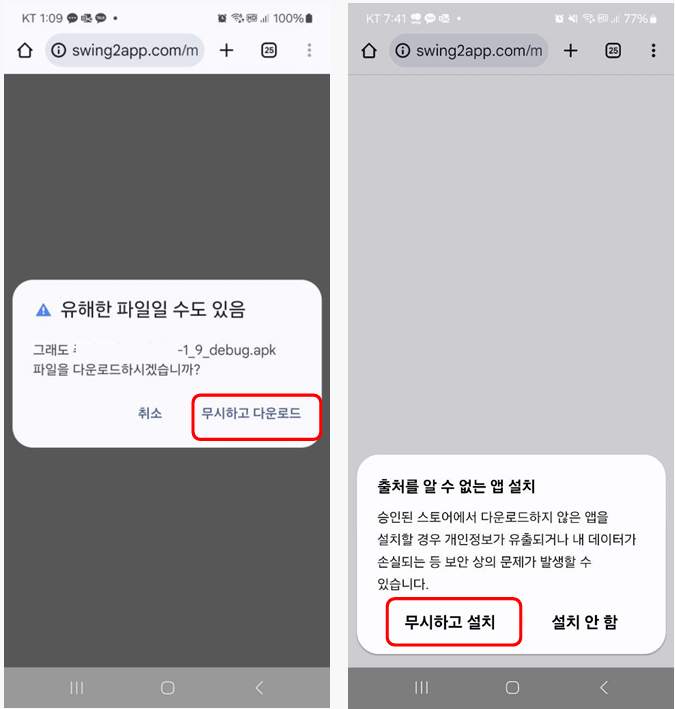 KT 1:09
100%
swing2app.com/m
25
유해한 파일일 수도 있음
그래도
-1_9_debug.apk
파일을 다운로드하시겠습니까?
취소
무시하고 다운로드
KT 7:41
77%
swing2app.com/m
25
출처를 알 수 없는 앱 설치
승인된 스토어에서 다운로드하지 않은 앱을
설치할 경우 개인정보가 유출되거나 내 데이터가
손실되는 등 보안 상의 문제가 발생할 수
있습니다.
무시하고 설치
설치 안 함